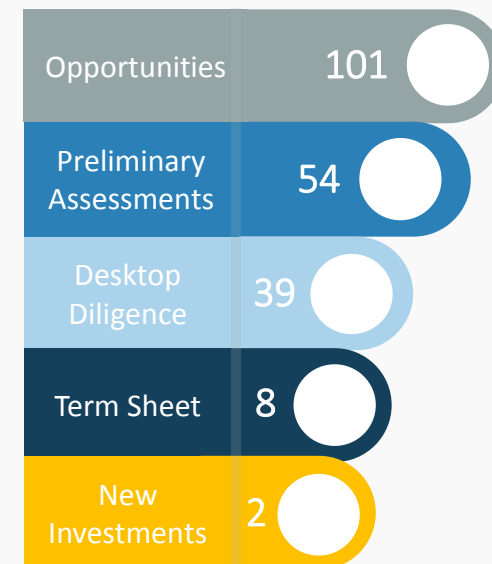 Opportunities 101
Preliminary
Assessments 54
Desktop
Diligence 39
Term Sheet 8
New
Investments 2